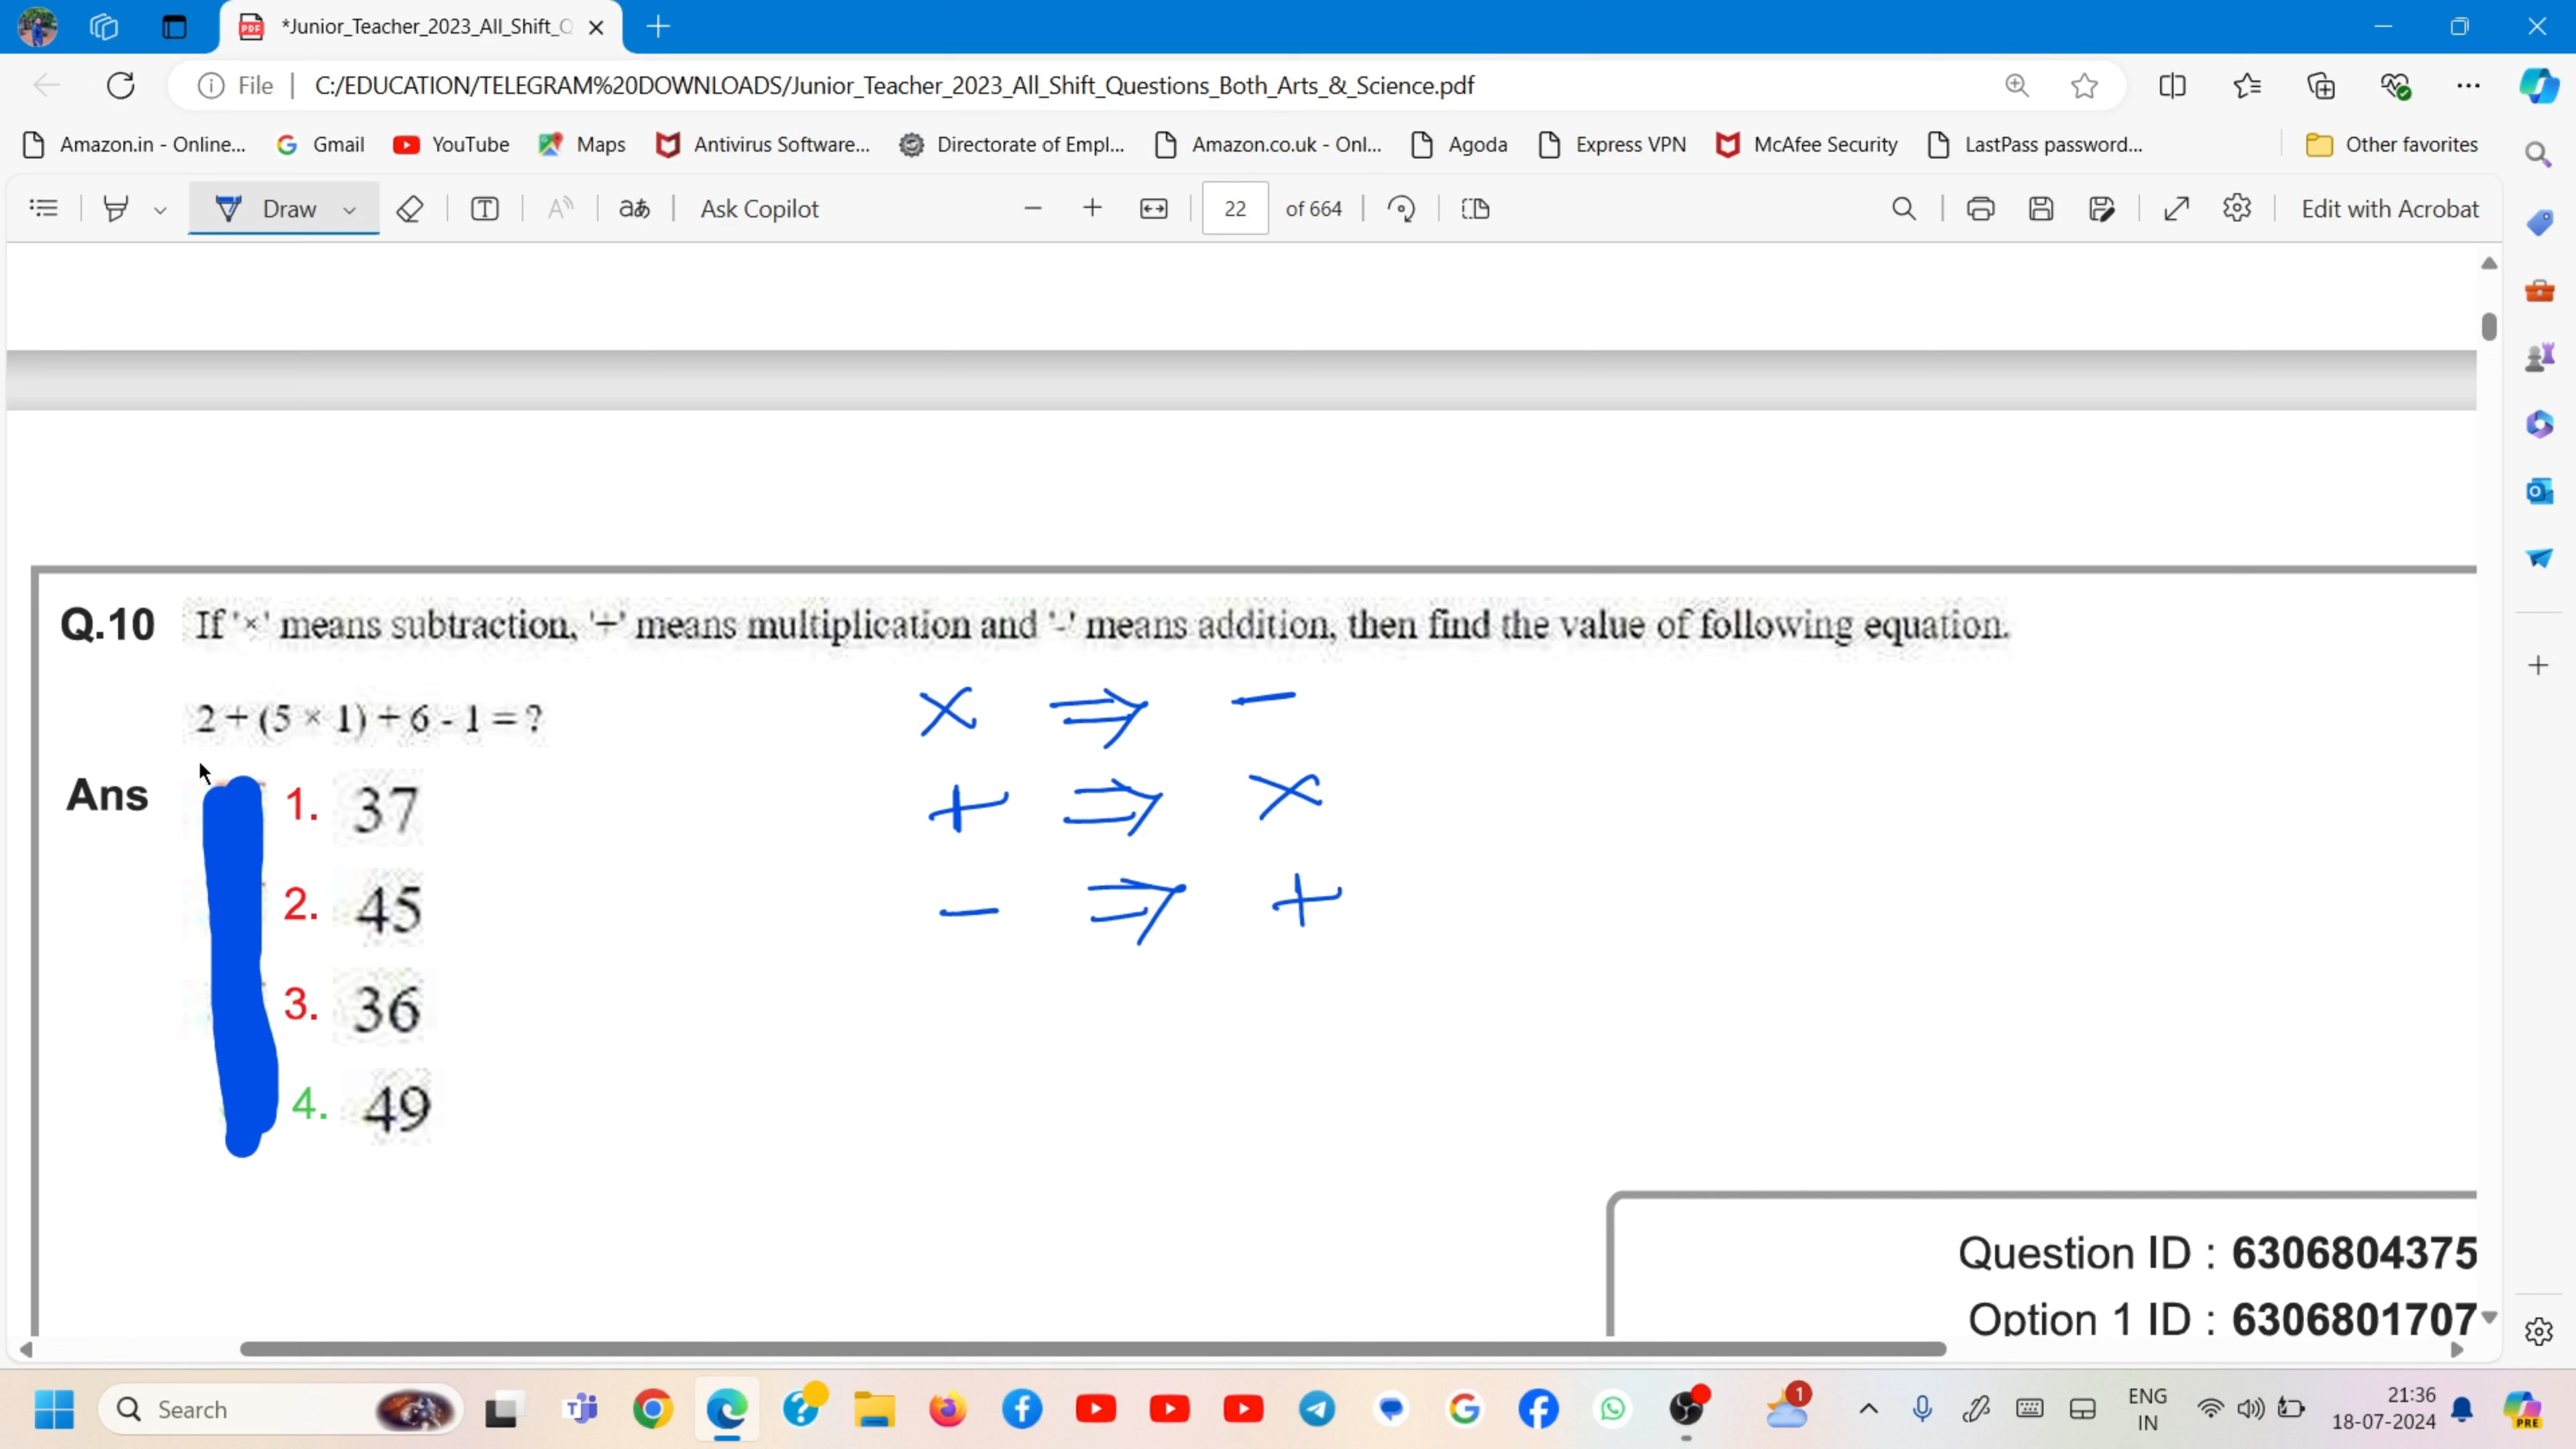 *Junior_Teacher_2023_All_Shift_Q
File | C:/EDUCATION/TELEGRAM%20DOWNLOADS/Junior_Teacher_2023_All_Shift_Questions_Both_Arts_&_Science.pdf
Amazon.in - Online... Gmail YouTube Maps Antivirus Software... Directorate of Empl... Amazon.co.uk - Onl... Agoda Express VPN McAfee Security LastPass password... Other favorites
Draw aあ Ask Copilot 22 of 664 Edit with Acrobat
Q.10 If '×' means subtraction, '+' means multiplication and '-' means addition, then find the value of following equation.
2 + (5 × 1) + 6 - 1 = ?
× ⇒ −
+ ⇒ ×
− ⇒ +
Ans 1. 37
2. 45
3. 36
4. 49
Question ID : 6306804375
Option 1 ID : 6306801707
Search
1
ENG
IN
21:36
18-07-2024
PRE